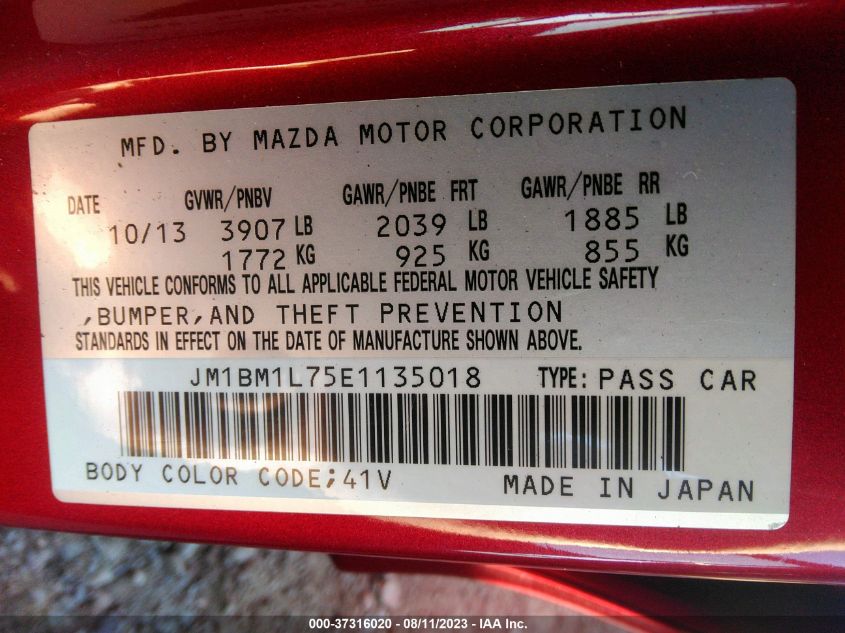 MFD. BY MAZDA MOTOR CORPORATION
DATE GVWR/PNBV GAWR/PNBE FRT GAWR/PNBE RR
10/13 3907 LB 2039 LB 1885 LB
1772 KG 925 KG 855 KG
THIS VEHICLE CONFORMS TO ALL APPLICABLE FEDERAL MOTOR VEHICLE SAFETY
,BUMPER,AND THEFT PREVENTION
STANDARDS IN EFFECT ON THE DATE OF MANUFACTURE SHOWN ABOVE.
JM1BM1L75E1135018 TYPE: PASS CAR
BODY COLOR CODE;41V MADE IN JAPAN
000-37316020 - 08/11/2023 - IAA Inc.